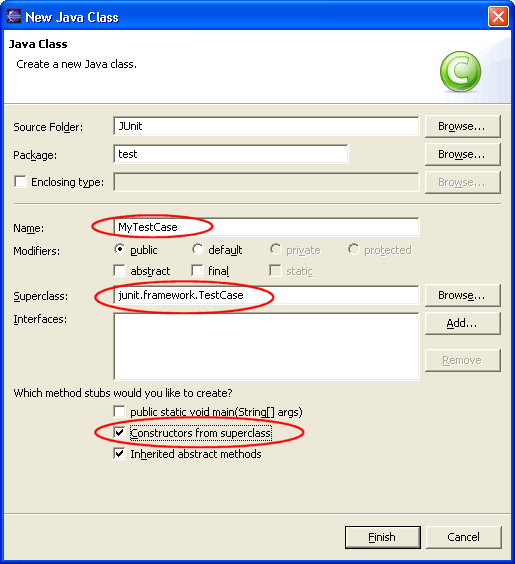 New Java Class
Java Class
Create a new Java class.
C
Source Folder: JUnit Browse...
Package: test Browse...
Enclosing type: Browse...
Name: MyTestCase
Modifiers: public default private protected
abstract final static
Superclass: junit.framework.TestCase Browse...
Interfaces: Add...
Remove
Which method stubs would you like to create?
public static void main(String[] args)
Constructors from superclass
Inherited abstract methods
Finish Cancel